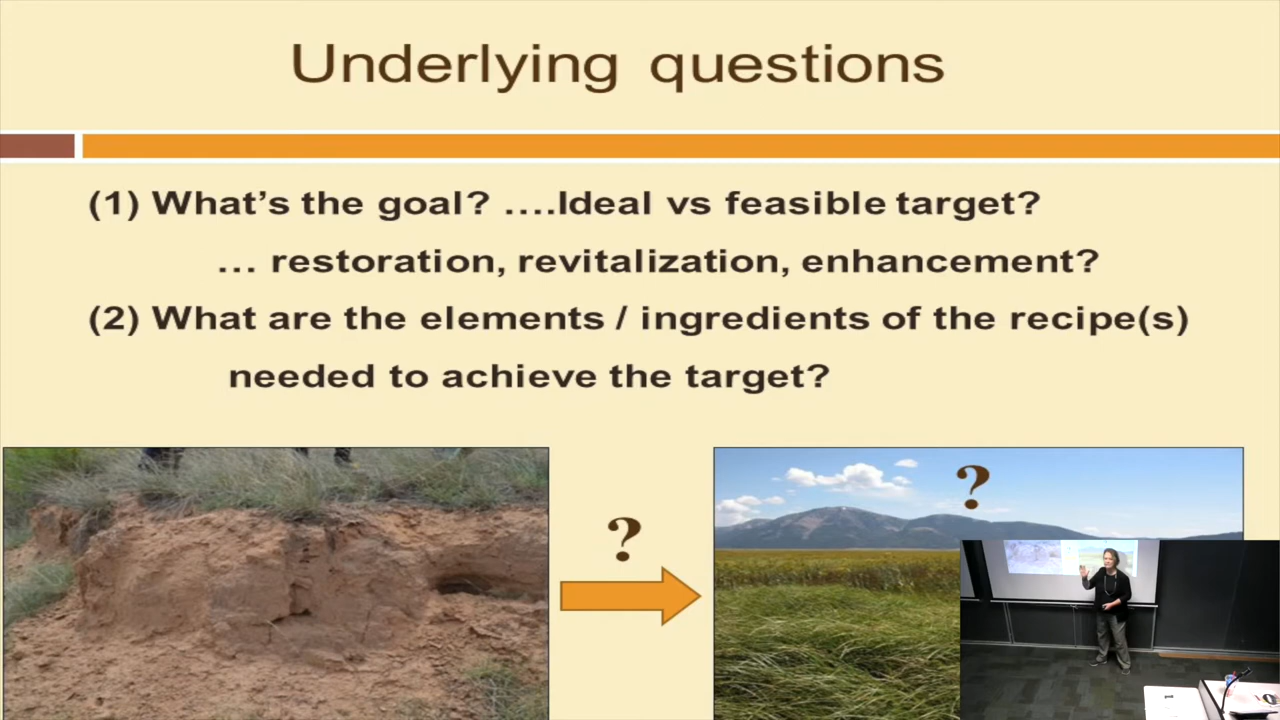 Underlying questions
(1) What’s the goal? ….Ideal vs feasible target?
… restoration, revitalization, enhancement?
(2) What are the elements / ingredients of the recipe(s)
needed to achieve the target?
?
?